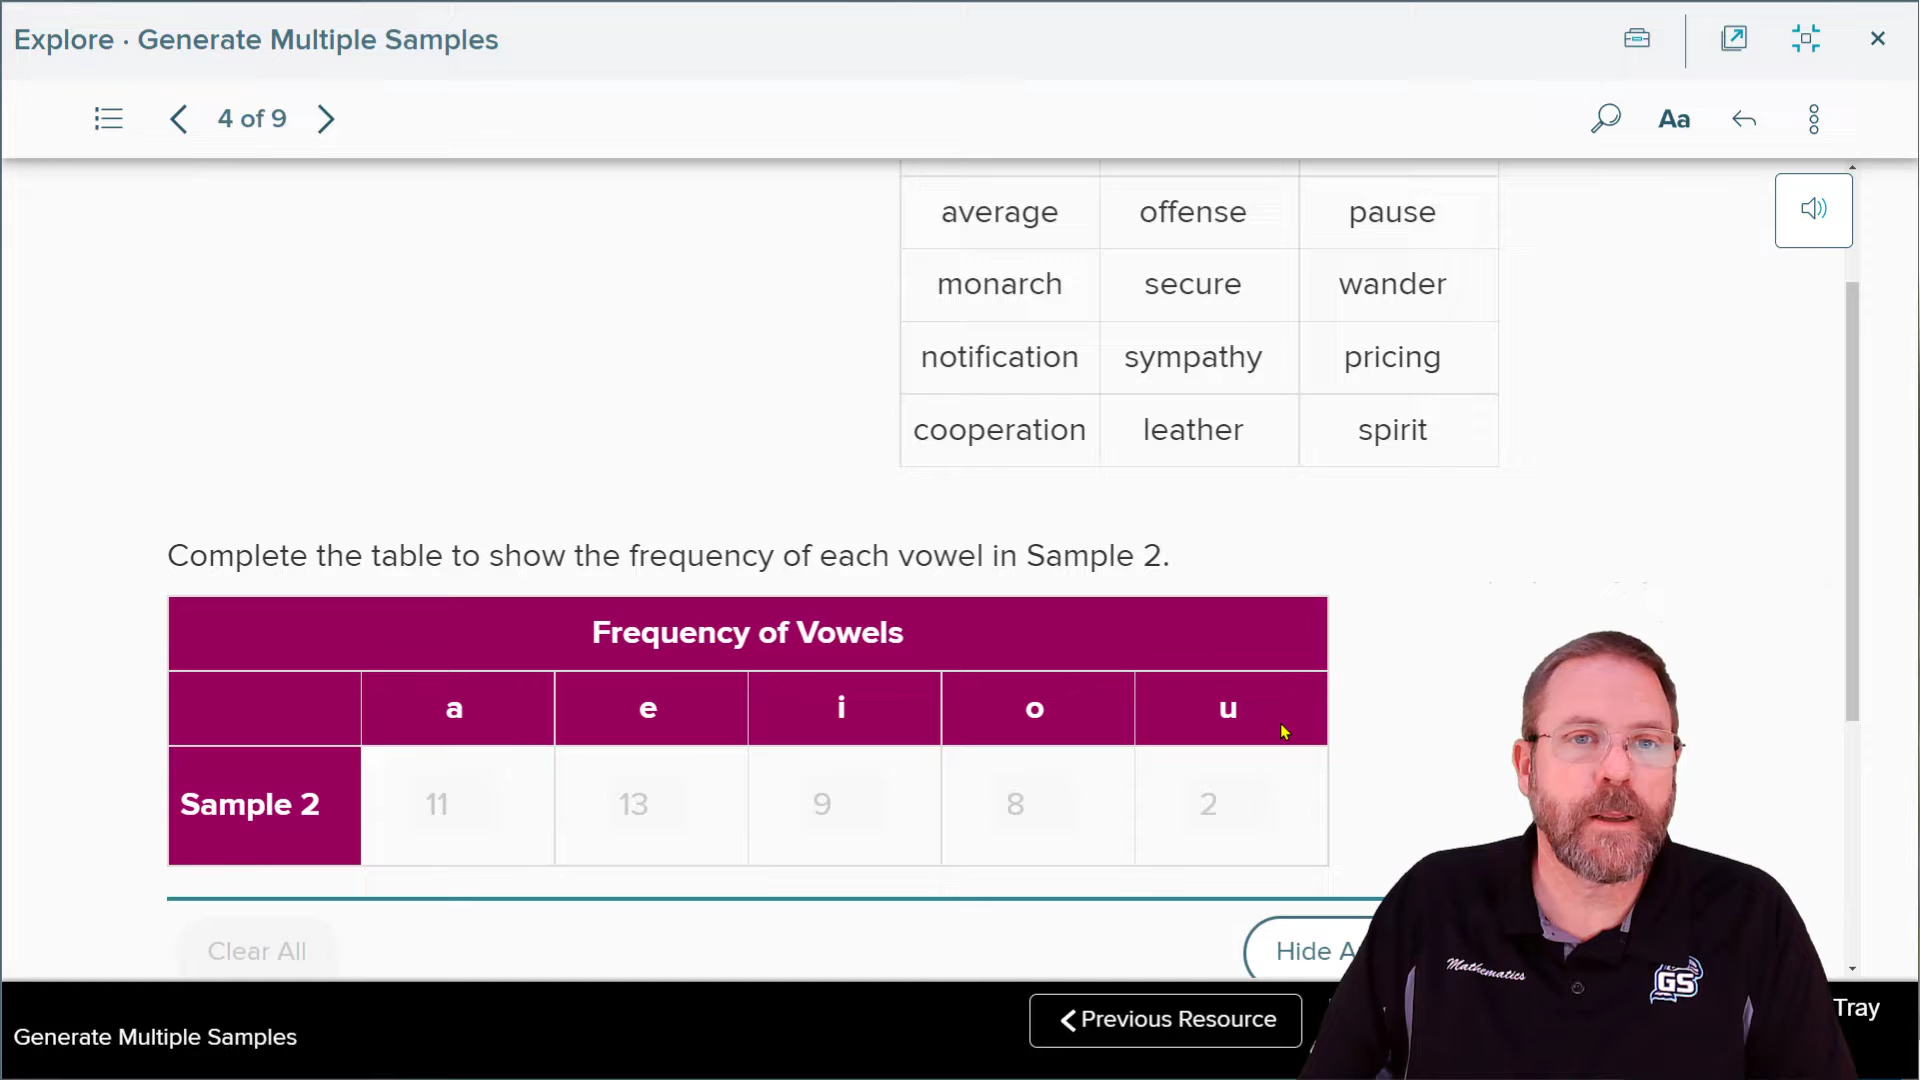 Explore · Generate Multiple Samples
4 of 9
Aa
average offense pause
monarch secure wander
notification sympathy pricing
cooperation leather spirit
Complete the table to show the frequency of each vowel in Sample 2.
Frequency of Vowels
a e i o u
Sample 2 11 13 9 8 2
Clear All
Hide A
Mathematics
GS
Generate Multiple Samples
Previous Resource
Tray